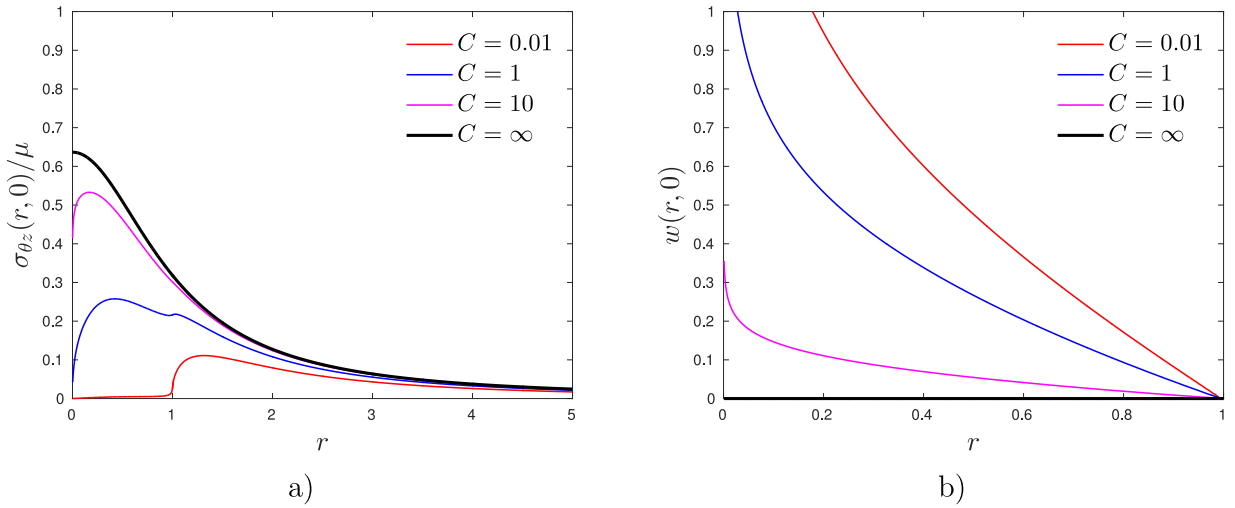 1
0.9
0.8
0.7
0.6
0.5
0.4
0.3
0.2
0.1
0
0 1 2 3 4 5
σ_{θz}(r, 0)/μ
r
C = 0.01
C = 1
C = 10
C = ∞
a)
1
0.9
0.8
0.7
0.6
0.5
0.4
0.3
0.2
0.1
0
0 0.2 0.4 0.6 0.8 1
w(r, 0)
r
C = 0.01
C = 1
C = 10
C = ∞
b)